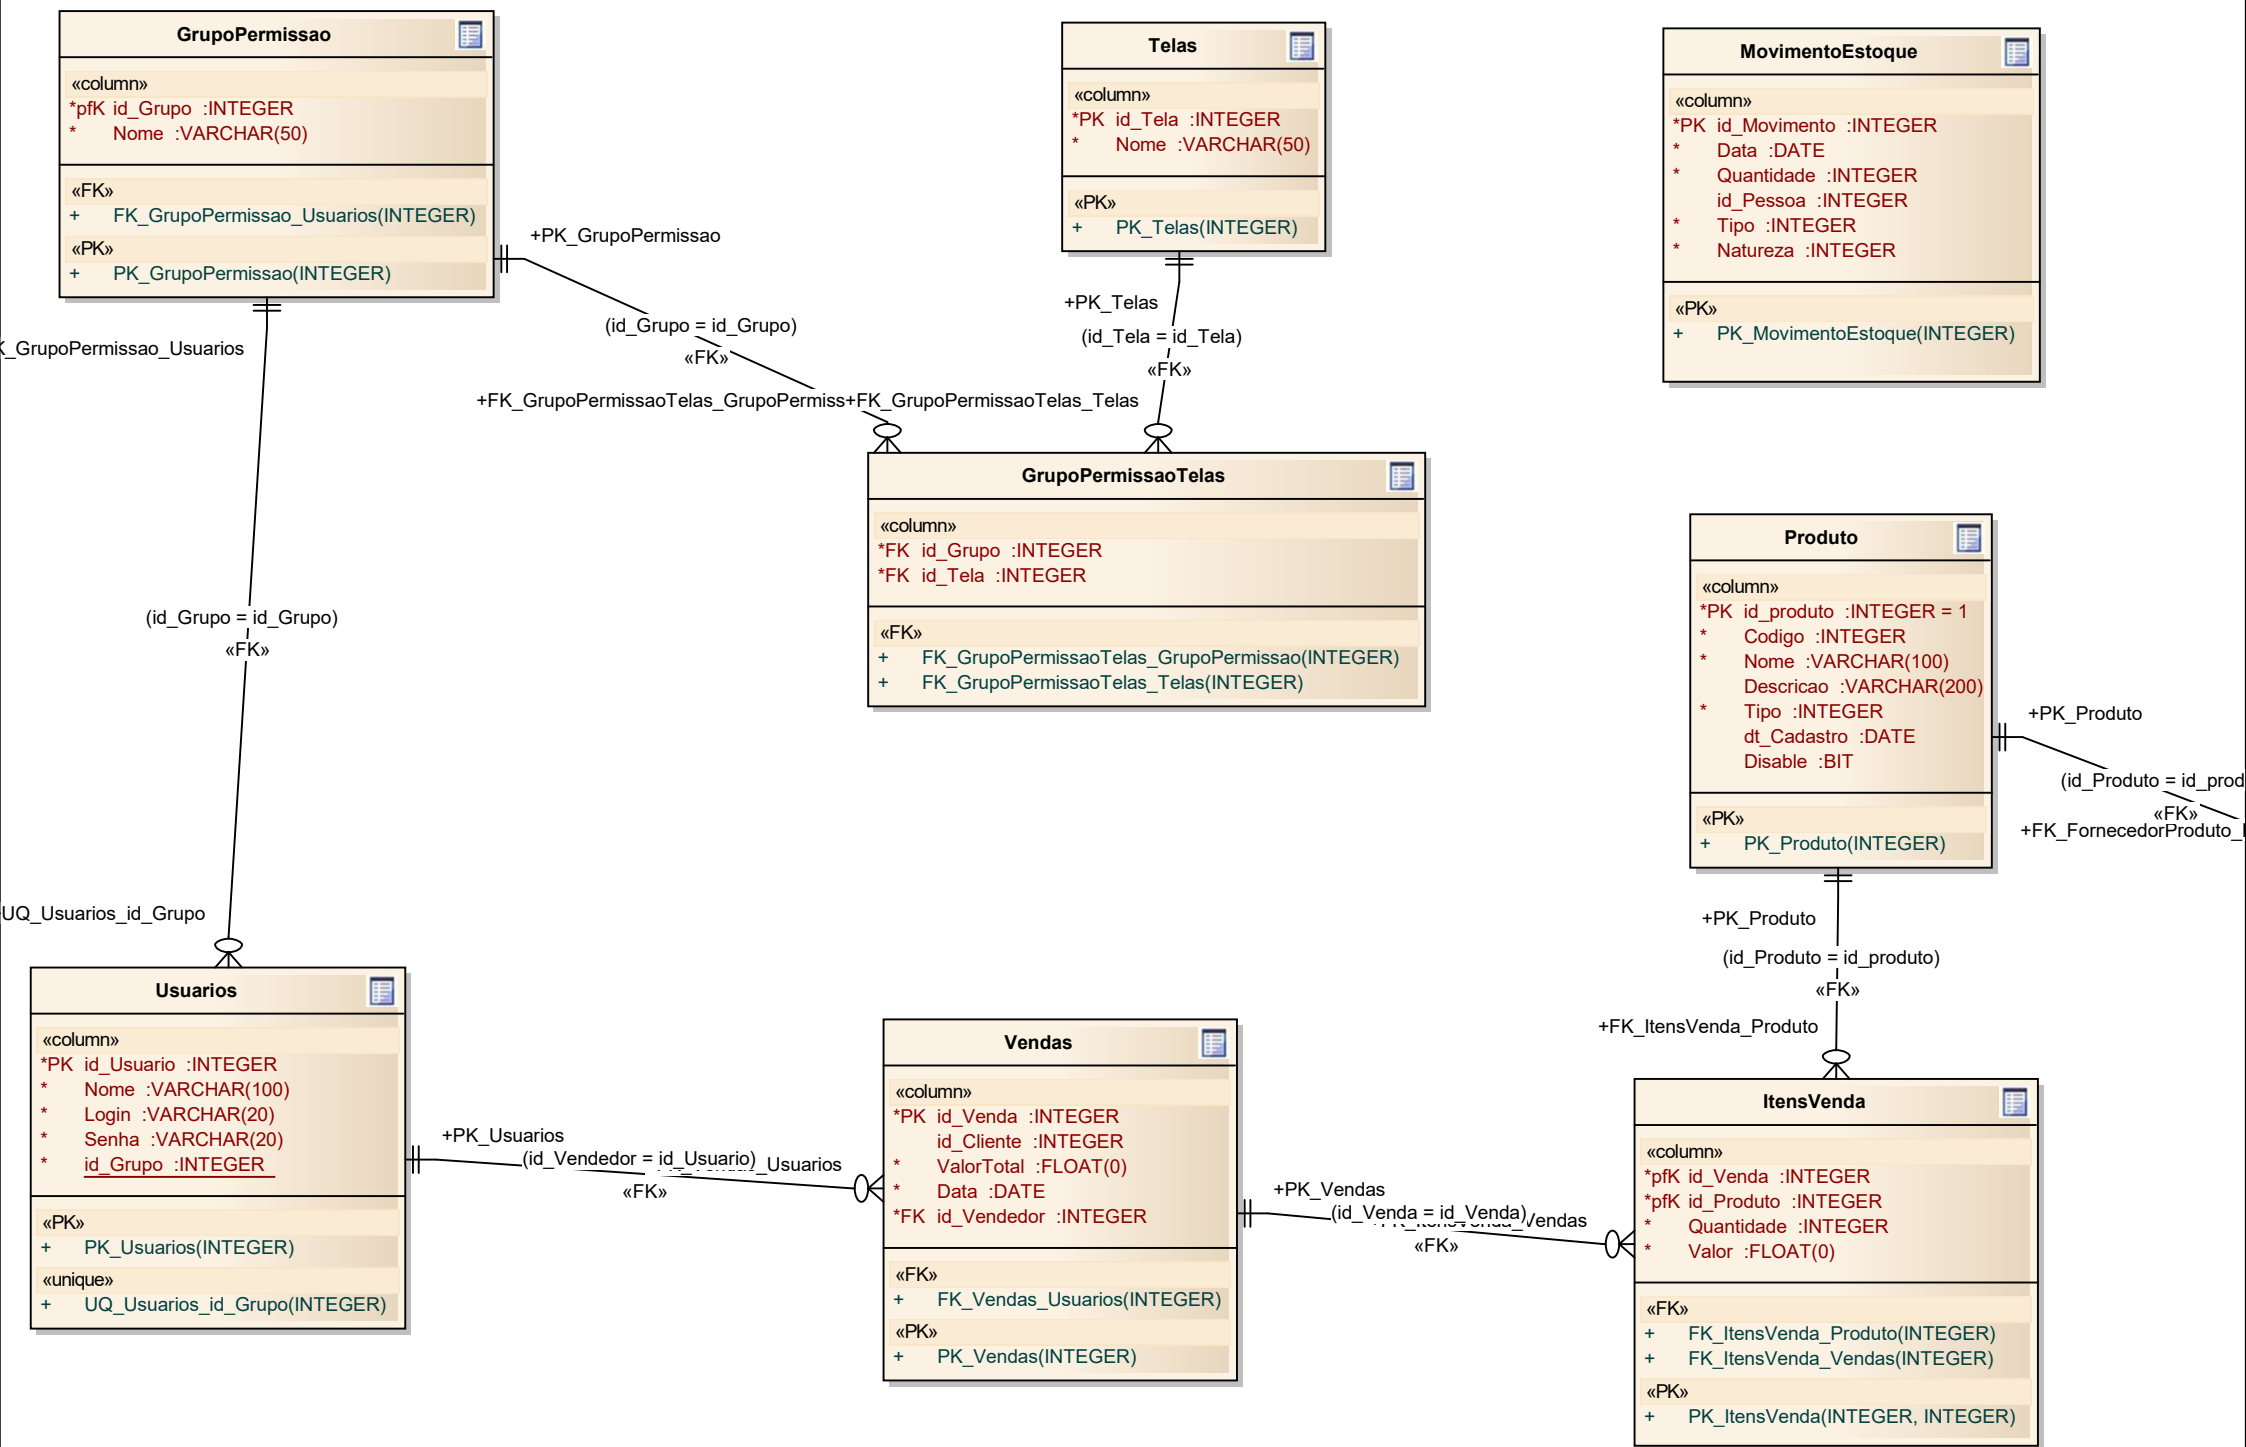 GrupoPermissao
«column»
*pfK id_Grupo :INTEGER
* Nome :VARCHAR(50)
«FK»
+ FK_GrupoPermissao_Usuarios(INTEGER)
«PK»
+ PK_GrupoPermissao(INTEGER)
Telas
«column»
*PK id_Tela :INTEGER
* Nome :VARCHAR(50)
«PK»
+ PK_Telas(INTEGER)
MovimentoEstoque
«column»
*PK id_Movimento :INTEGER
* Data :DATE
* Quantidade :INTEGER
id_Pessoa :INTEGER
* Tipo :INTEGER
* Natureza :INTEGER
«PK»
+ PK_MovimentoEstoque(INTEGER)
+PK_GrupoPermissao
(id_Grupo = id_Grupo)
«FK»
+FK_GrupoPermissaoTelas_GrupoPermiss
+PK_Telas
(id_Tela = id_Tela)
«FK»
+FK_GrupoPermissaoTelas_Telas
K_GrupoPermissao_Usuarios
(id_Grupo = id_Grupo)
«FK»
UQ_Usuarios_id_Grupo
GrupoPermissaoTelas
«column»
*FK id_Grupo :INTEGER
*FK id_Tela :INTEGER
«FK»
+ FK_GrupoPermissaoTelas_GrupoPermissao(INTEGER)
+ FK_GrupoPermissaoTelas_Telas(INTEGER)
Produto
«column»
*PK id_produto :INTEGER = 1
* Codigo :INTEGER
* Nome :VARCHAR(100)
Descricao :VARCHAR(200)
* Tipo :INTEGER
dt_Cadastro :DATE
Disable :BIT
«PK»
+ PK_Produto(INTEGER)
+PK_Produto
(id_Produto = id_prod
«FK»
+FK_FornecedorProduto_
+PK_Produto
(id_Produto = id_produto)
«FK»
+FK_ItensVenda_Produto
Usuarios
«column»
*PK id_Usuario :INTEGER
* Nome :VARCHAR(100)
* Login :VARCHAR(20)
* Senha :VARCHAR(20)
* id_Grupo :INTEGER
«PK»
+ PK_Usuarios(INTEGER)
«unique»
+ UQ_Usuarios_id_Grupo(INTEGER)
+PK_Usuarios
(id_Vendedor = id_Usuario)
_Usuarios
«FK»
Vendas
«column»
*PK id_Venda :INTEGER
id_Cliente :INTEGER
* ValorTotal :FLOAT(0)
* Data :DATE
*FK id_Vendedor :INTEGER
«FK»
+ FK_Vendas_Usuarios(INTEGER)
«PK»
+ PK_Vendas(INTEGER)
+PK_Vendas
(id_Venda = id_Venda)
_Vendas
«FK»
ItensVenda
«column»
*pfK id_Venda :INTEGER
*pfK id_Produto :INTEGER
* Quantidade :INTEGER
* Valor :FLOAT(0)
«FK»
+ FK_ItensVenda_Produto(INTEGER)
+ FK_ItensVenda_Vendas(INTEGER)
«PK»
+ PK_ItensVenda(INTEGER, INTEGER)